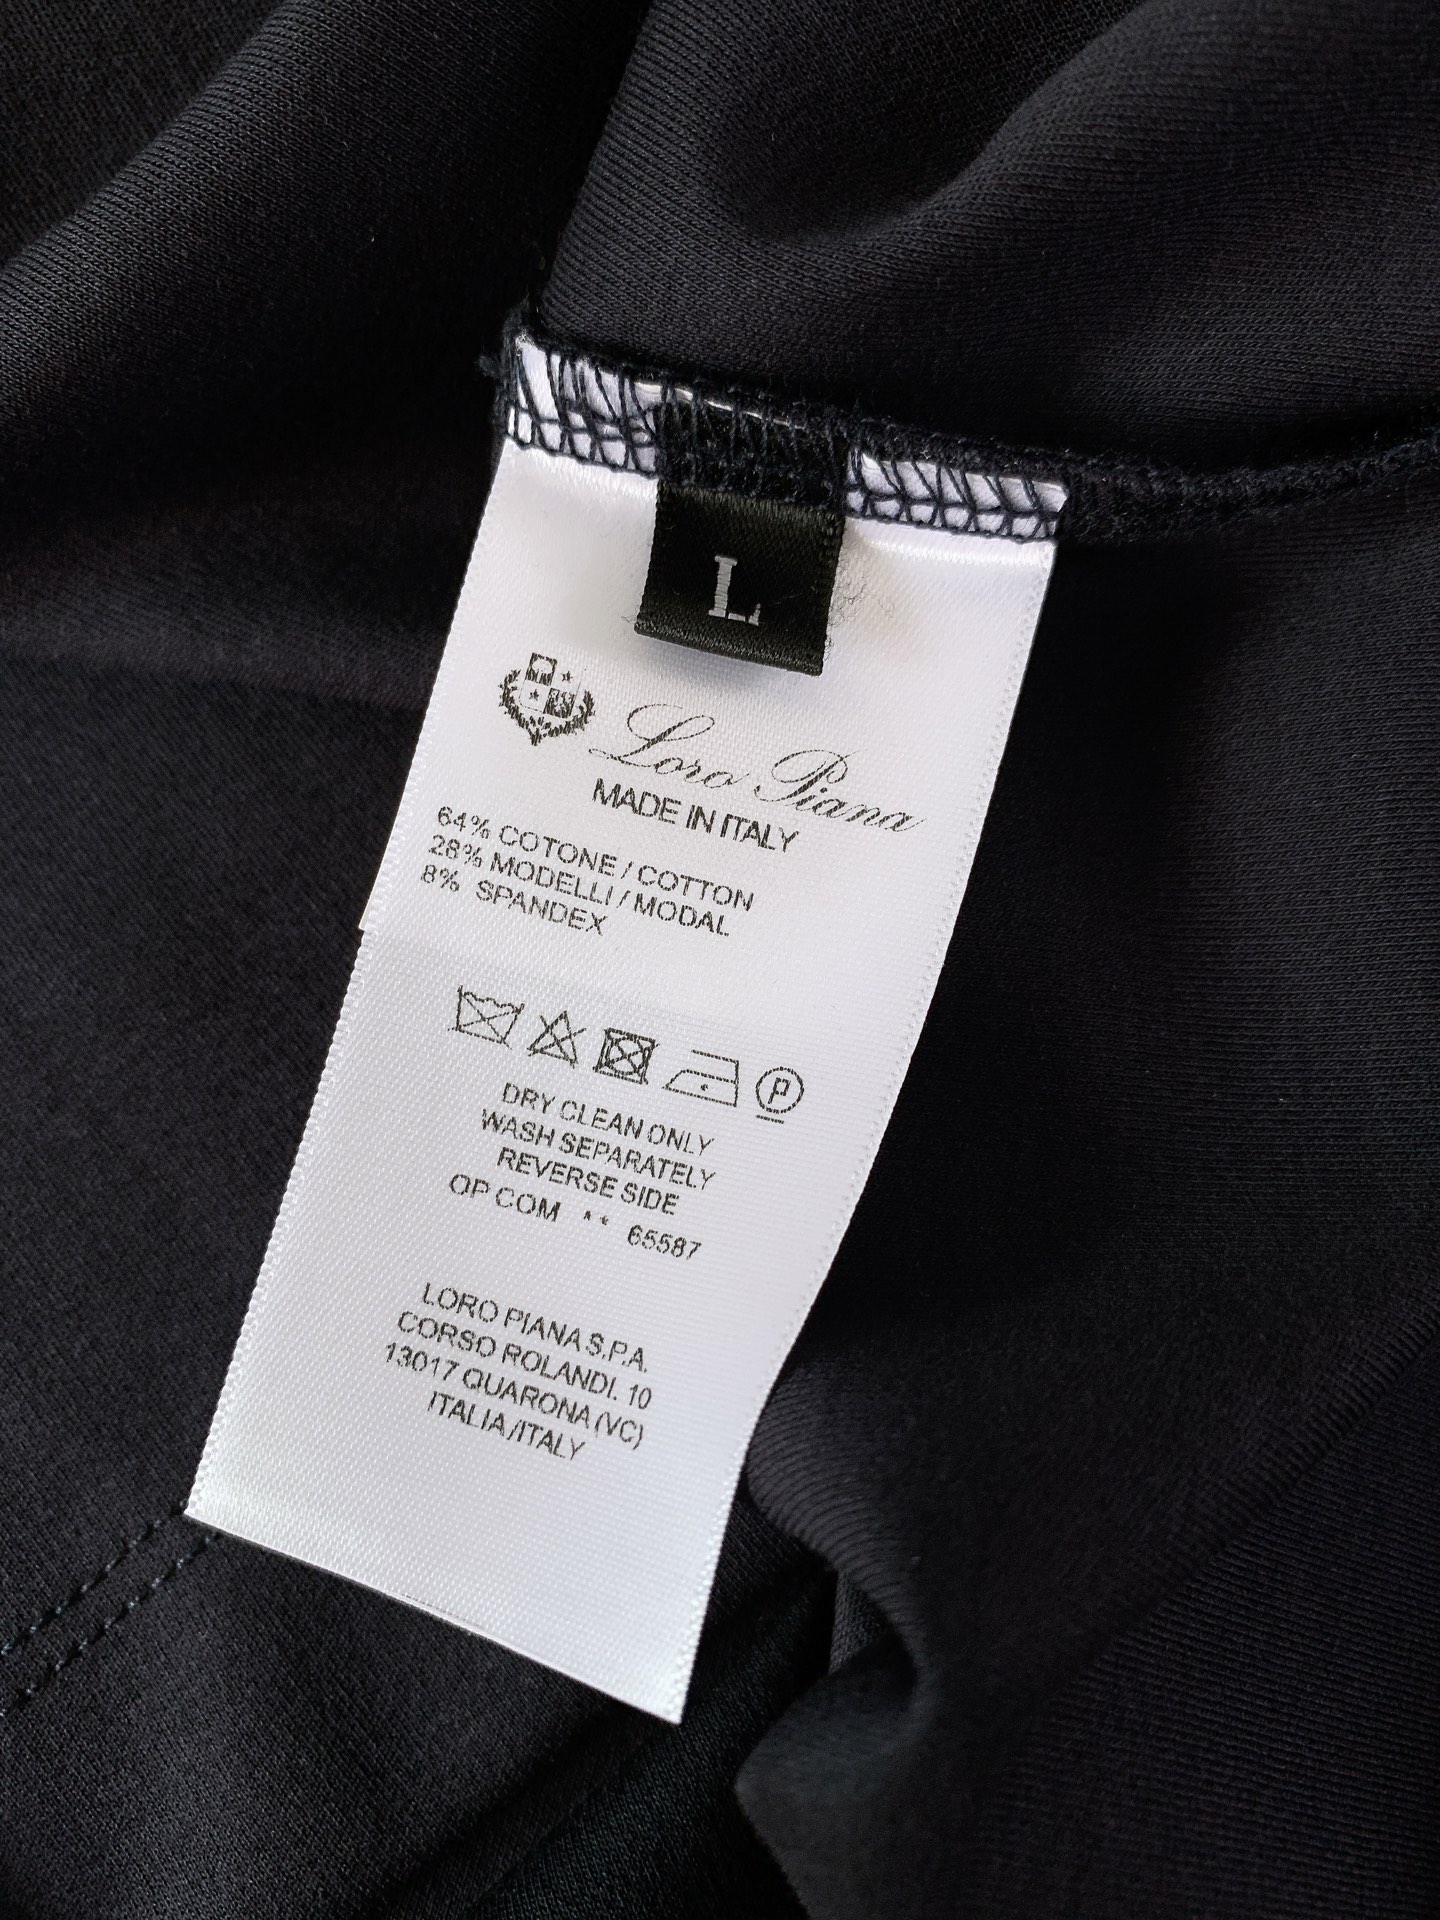 L
Loro Piana
MADE IN ITALY
64% COTONE / COTTON
28% MODELLI / MODAL
8% SPANDEX
P
DRY CLEAN ONLY
WASH SEPARATELY
REVERSE SIDE
OP COM ** 65587
LORO PIANA S.P.A.
CORSO ROLANDI. 10
13017 QUARONA (VC)
ITALIA/ITALY